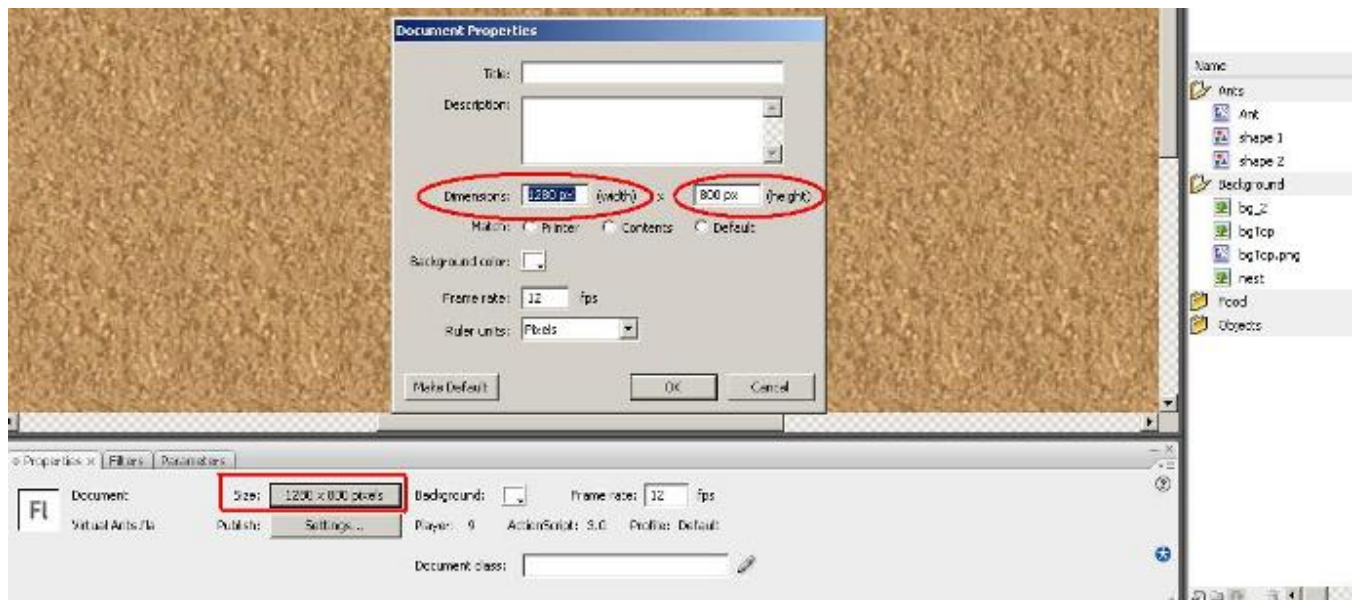 Document Properties
Title:
Description:
Dimensions: 1280 px (width) x 800 px (height)
Match: Printer Contents Default
Background color:
Frame rate: 12 fps
Ruler units: Pixels
Make Default OK Cancel
Name
Ants
Ant
shape 1
shape 2
Background
bg_2
bgTop
bgTop.png
nest
Food
Objects
Properties x Filters Parameters
Fl Document Size: 1280 x 800 pixels Background: Frame rate: 12 fps
Virtual Ants.fla Publish: Settings... Player: 9 ActionScript: 3.0 Profile: Default
Document class: